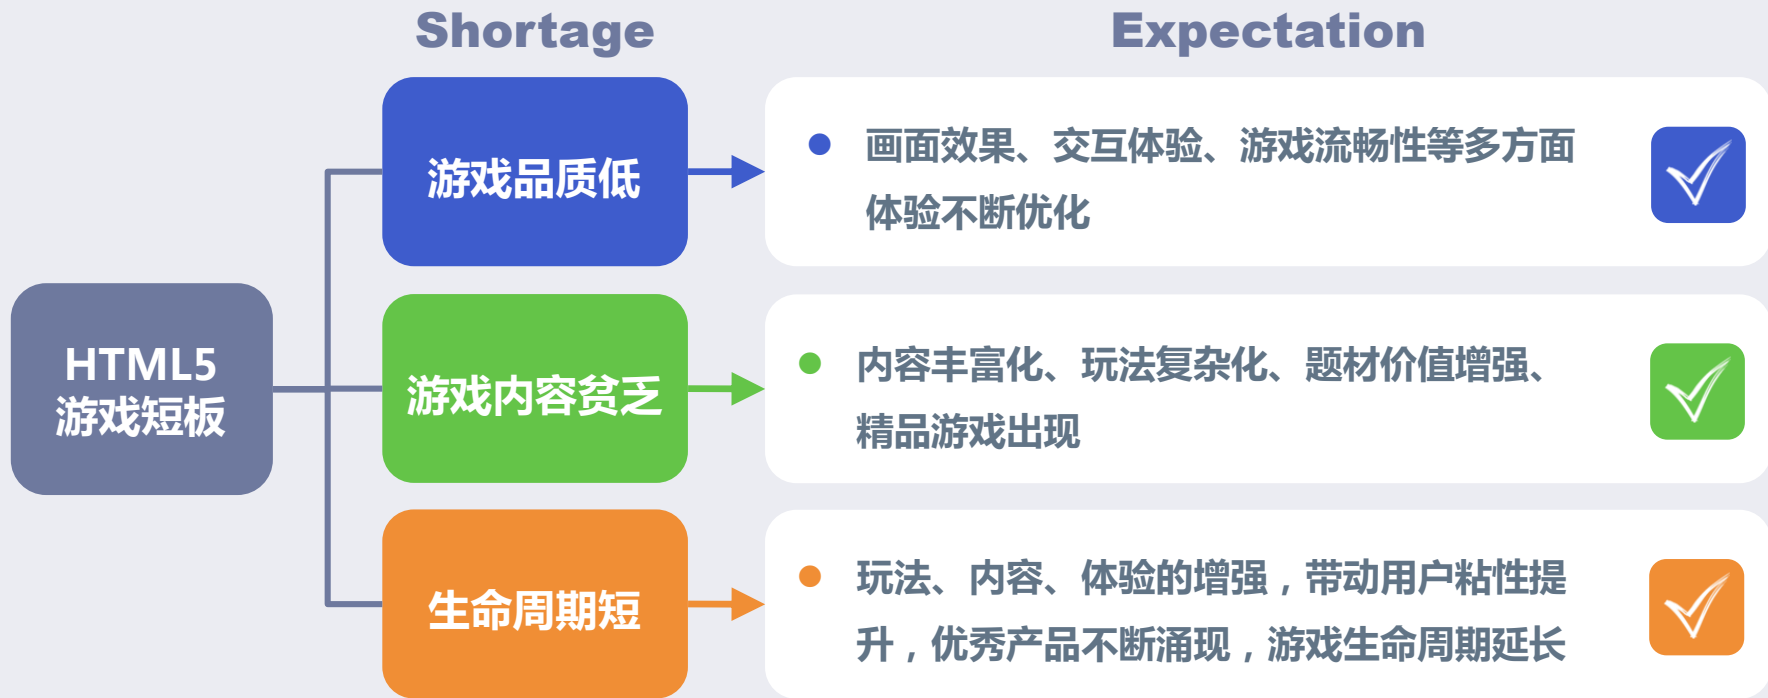 Shortage
Expectation
HTML5
游戏短板
游戏品质低
画面效果、交互体验、游戏流畅性等多方面
体验不断优化
游戏内容贫乏
内容丰富化、玩法复杂化、题材价值增强、
精品游戏出现
生命周期短
玩法、内容、体验的增强，带动用户粘性提
升，优秀产品不断涌现，游戏生命周期延长